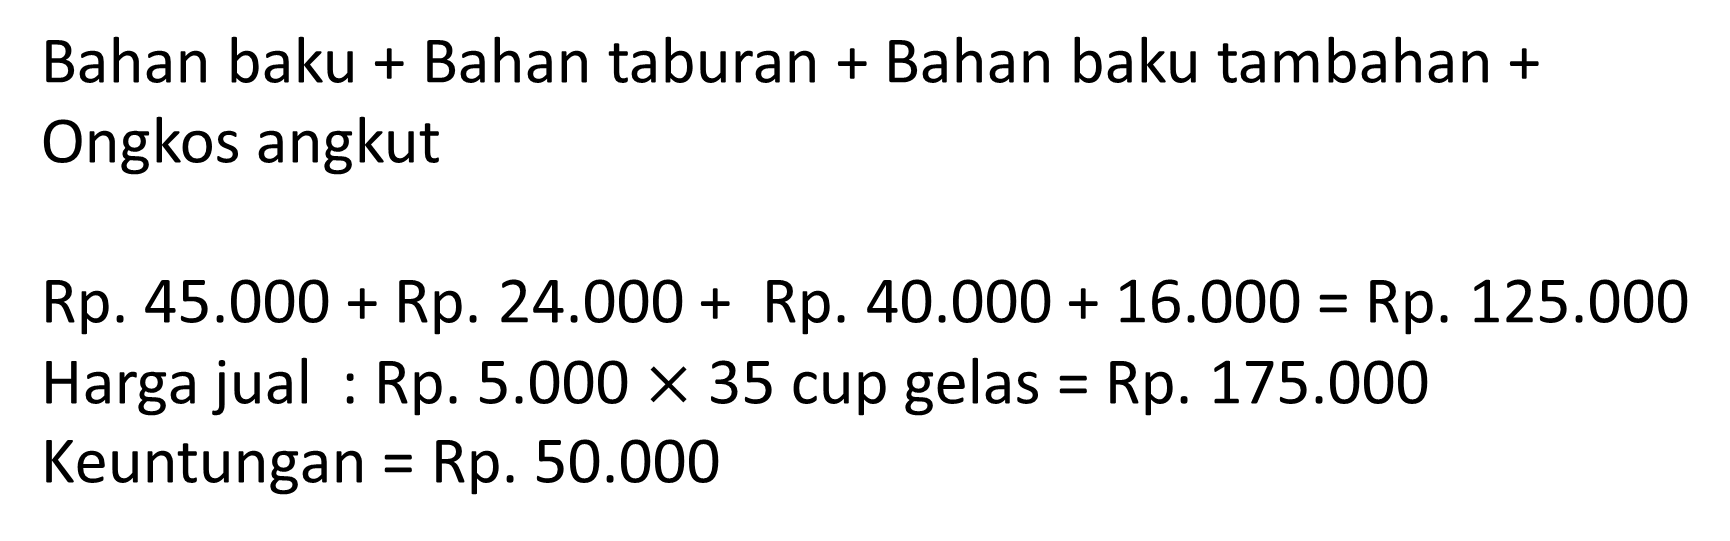 Bahan baku + Bahan taburan + Bahan baku tambahan +
Ongkos angkut
Rp. 45.000 + Rp. 24.000 + Rp. 40.000 + 16.000 = Rp. 125.000
Harga jual : Rp. 5.000 × 35 cup gelas = Rp. 175.000
Keuntungan = Rp. 50.000